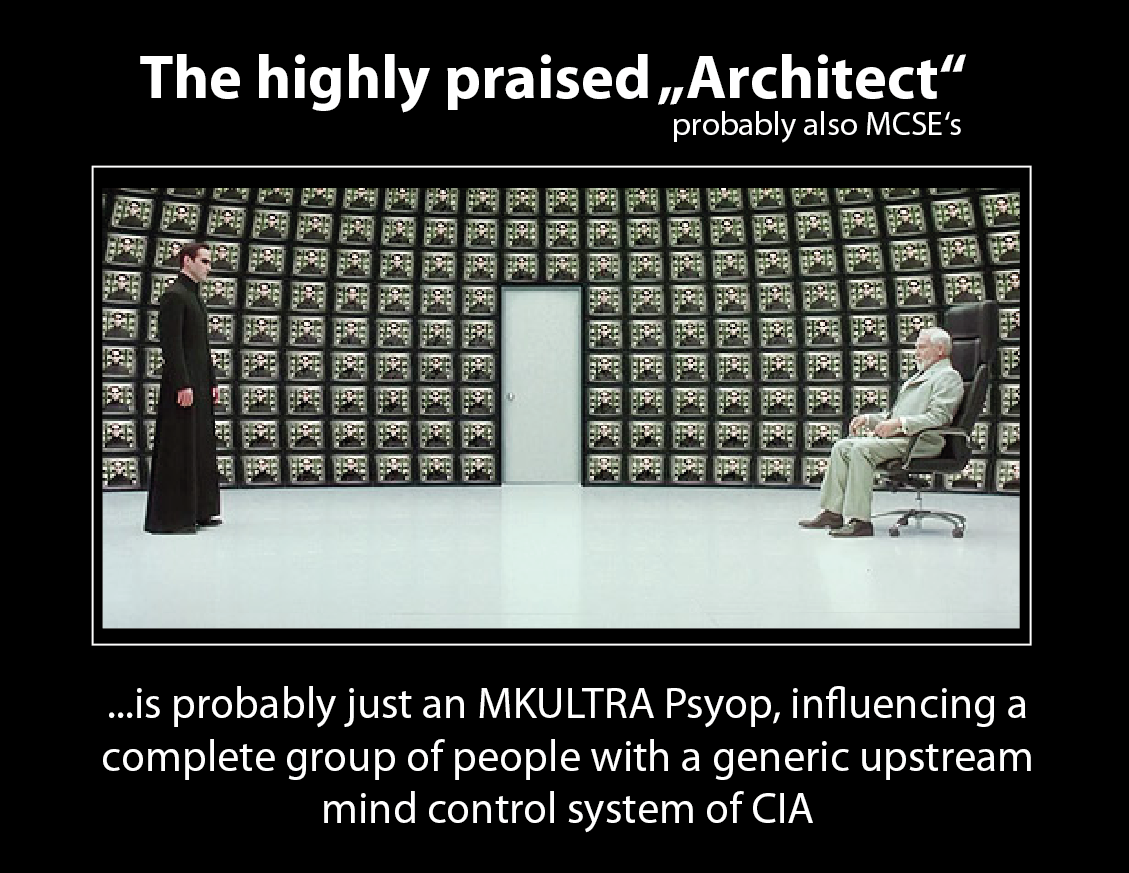 The highly praised „Architect“
probably also MCSE‘s
...is probably just an MKULTRA Psyop, influencing a
complete group of people with a generic upstream
mind control system of CIA